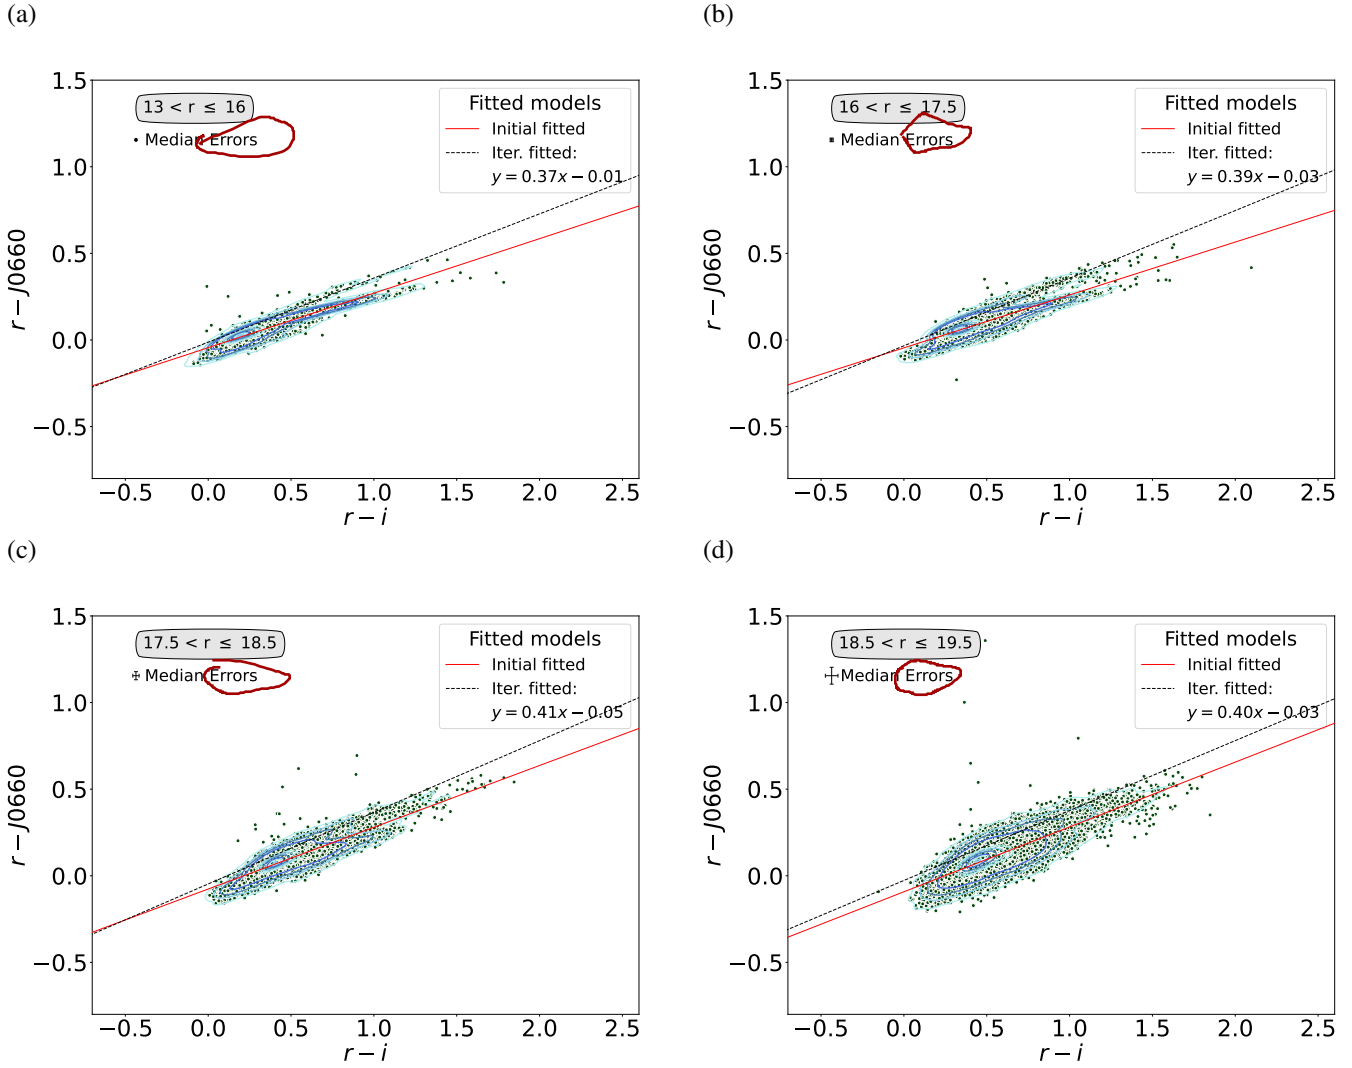 (a)
1.5
1.0
0.5
0.0
−0.5
r − J0660
13 < r ≤ 16
Median Errors
Fitted models
Initial fitted
Iter. fitted:
y = 0.37x − 0.01
−0.5 0.0 0.5 1.0 1.5 2.0 2.5
r − i
(b)
1.5
1.0
0.5
0.0
−0.5
r − J0660
16 < r ≤ 17.5
Median Errors
Fitted models
Initial fitted
Iter. fitted:
y = 0.39x − 0.03
−0.5 0.0 0.5 1.0 1.5 2.0 2.5
r − i
(c)
1.5
1.0
0.5
0.0
−0.5
r − J0660
17.5 < r ≤ 18.5
Median Errors
Fitted models
Initial fitted
Iter. fitted:
y = 0.41x − 0.05
−0.5 0.0 0.5 1.0 1.5 2.0 2.5
r − i
(d)
1.5
1.0
0.5
0.0
−0.5
r − J0660
18.5 < r ≤ 19.5
Median Errors
Fitted models
Initial fitted
Iter. fitted:
y = 0.40x − 0.03
−0.5 0.0 0.5 1.0 1.5 2.0 2.5
r − i